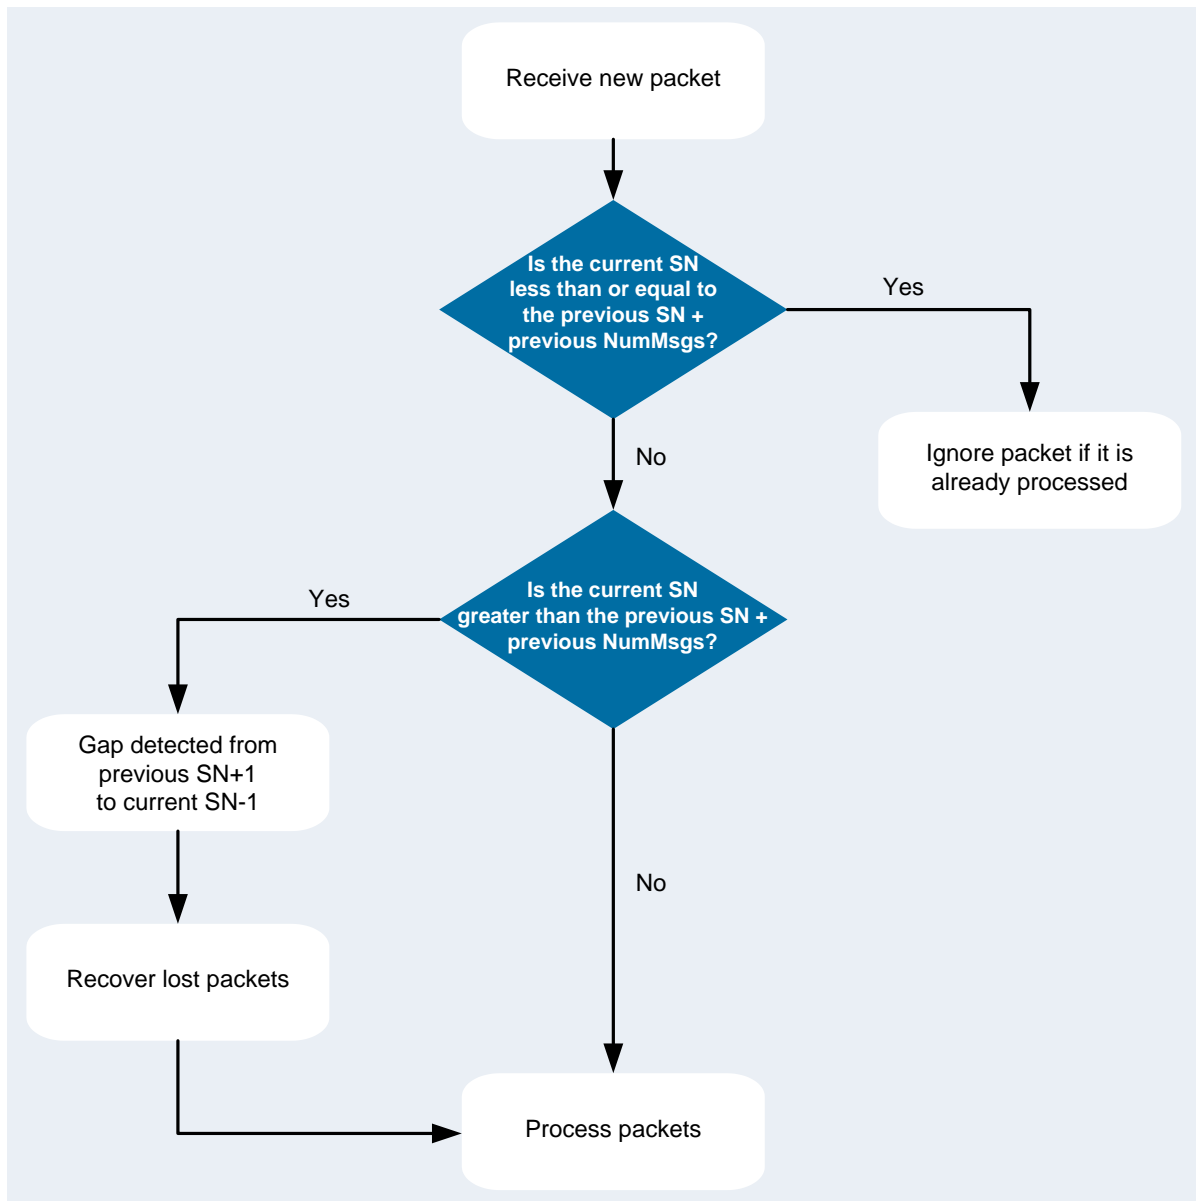 Receive new packet
Is the current SN
less than or equal to
the previous SN +
previous NumMsgs?
Yes
Ignore packet if it is
already processed
No
Is the current SN
greater than the previous SN +
previous NumMsgs?
Yes
Gap detected from
previous SN+1
to current SN-1
No
Recover lost packets
Process packets